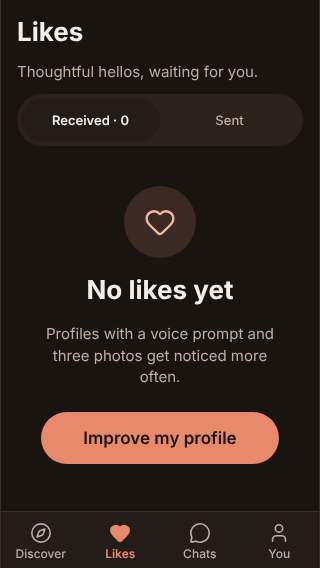 Likes
Thoughtful hellos, waiting for you.
Received · 0
Sent
No likes yet
Profiles with a voice prompt and
three photos get noticed more
often.
Improve my profile
Discover
Likes
Chats
You